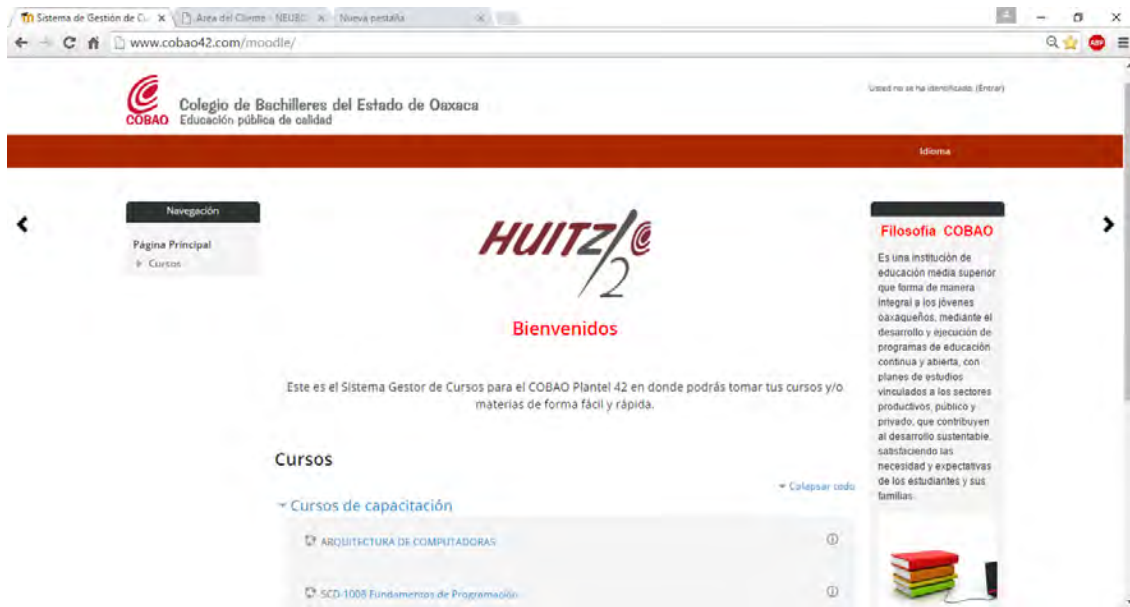 Sistema de Gestión de C
Área del Cliente - NEUBO
Nueva pestaña
www.cobao42.com/moodle/
ABP
COBAO
Colegio de Bachilleres del Estado de Oaxaca
Educación pública de calidad
Usted no se ha identificado. (Entrar)
Idioma
Navegación
Página Principal
Cursos
HUITZ/@
/2
Bienvenidos
Este es el Sistema Gestor de Cursos para el COBAO Plantel 42 en donde podrás tomar tus cursos y/o
materias de forma fácil y rápida.
Cursos
Colapsar todo
Cursos de capacitación
ARQUITECTURA DE COMPUTADORAS
SCD-1008 Fundamentos de Programación
Filosofia COBAO
Es una institución de
educación media superior
que forma de manera
integral a los jóvenes
oaxaqueños, mediante el
desarrollo y ejecución de
programas de educación
continua y abierta, con
planes de estudios
vinculados a los sectores
productivos, público y
privado, que contribuyen
al desarrollo sustentable,
satisfaciendo las
necesidad y expectativas
de los estudiantes y sus
familias.